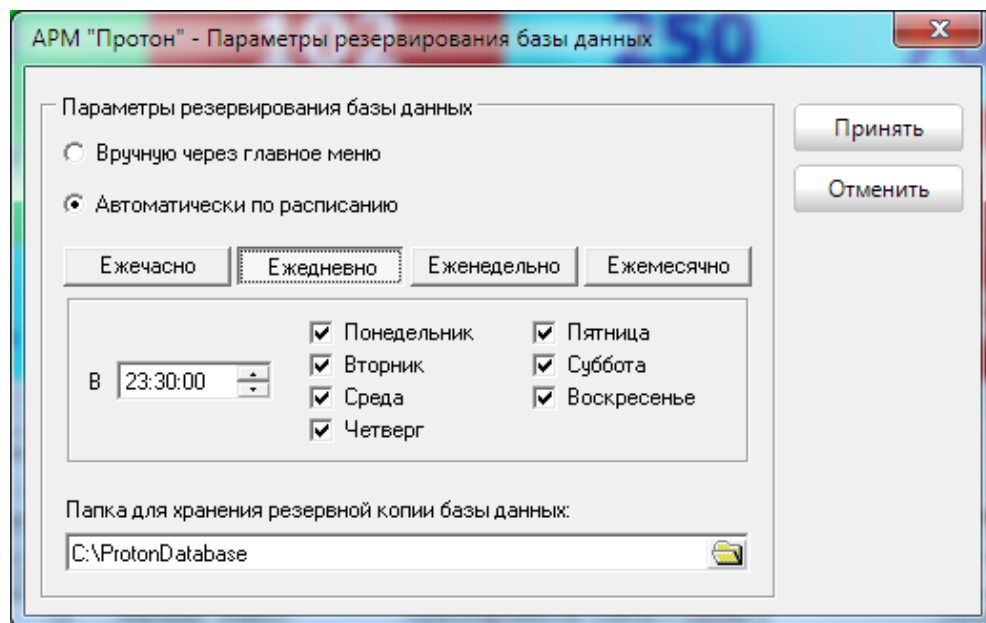 АРМ "Протон" - Параметры резервирования базы данных
Параметры резервирования базы данных
Принять
Вручную через главное меню
Отменить
Автоматически по расписанию
Ежечасно Ежедневно Еженедельно Ежемесячно
Понедельник Пятница
Вторник Суббота
В 23:30:00
Среда Воскресенье
Четверг
Папка для хранения резервной копии базы данных:
C:\ProtonDatabase